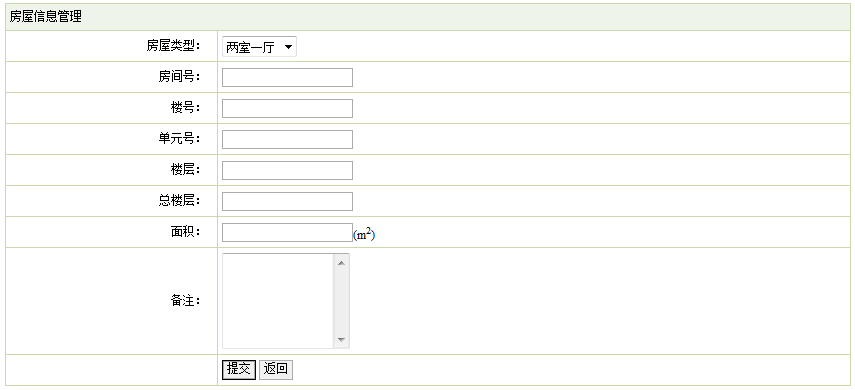 房屋信息管理
房屋类型： 两室一厅
房间号：
楼号：
单元号：
楼层：
总楼层：
面积： (m²)
备注：
提交 返回